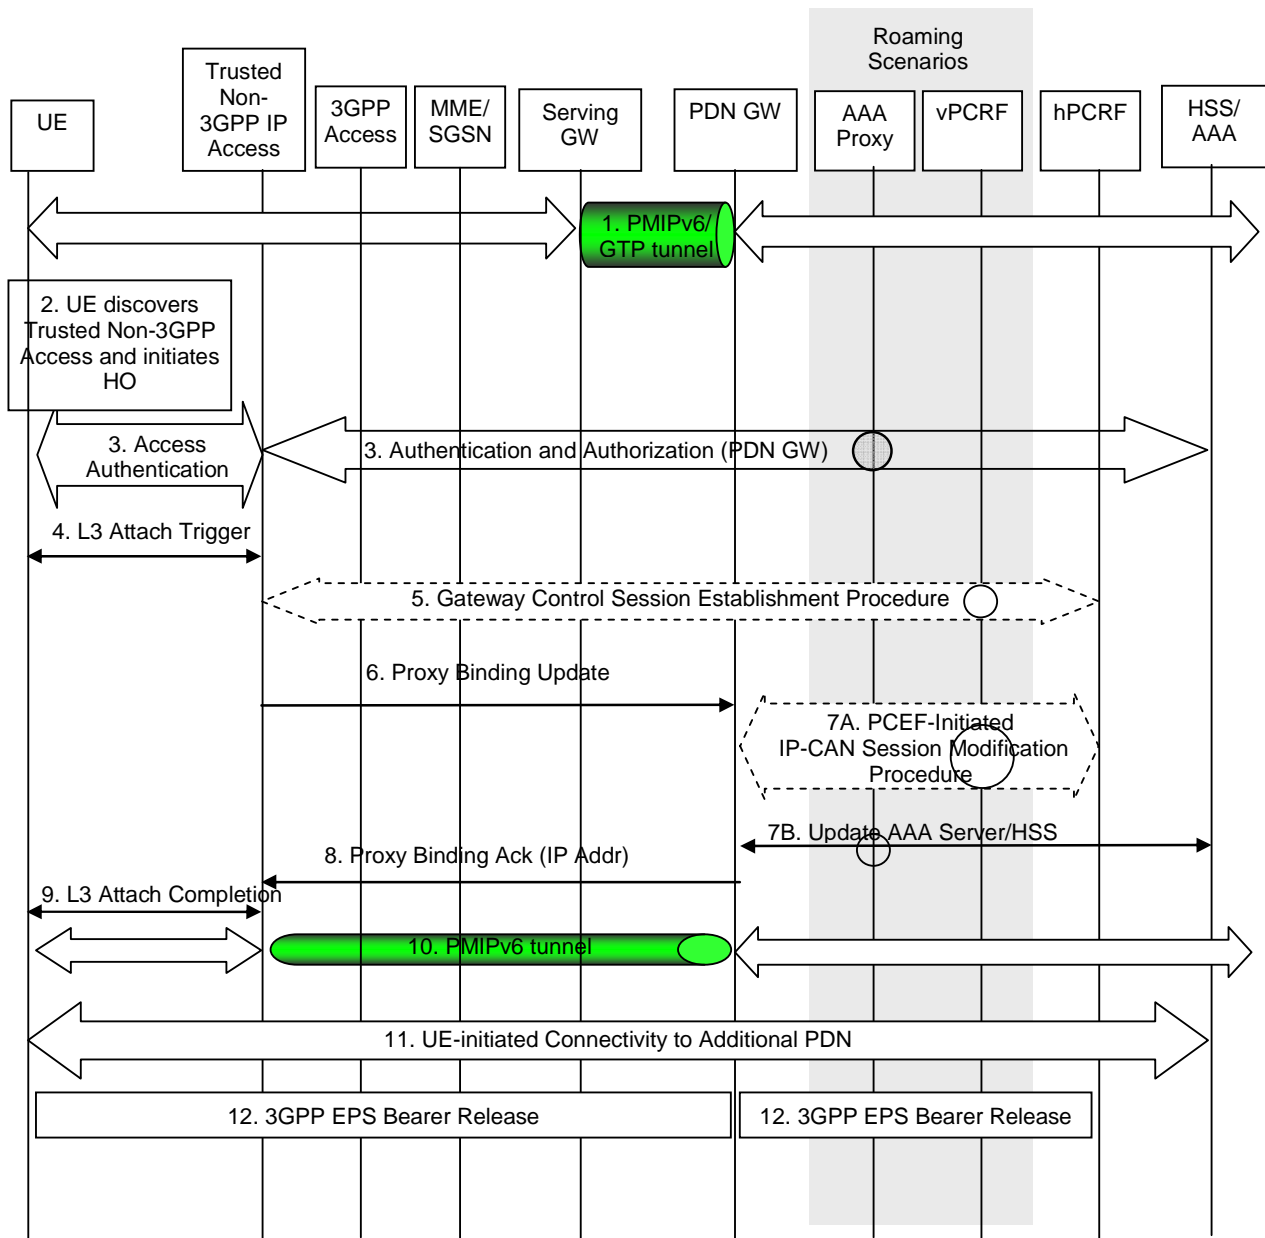 Roaming
Scenarios
UE
Trusted
Non-
3GPP IP
Access
3GPP
Access
MME/
SGSN
Serving
GW
PDN GW
AAA
Proxy
vPCRF
hPCRF
HSS/
AAA
1. PMIPv6/
GTP tunnel
2. UE discovers
Trusted Non-3GPP
Access and initiates
HO
3. Access
Authentication
3. Authentication and Authorization (PDN GW)
4. L3 Attach Trigger
5. Gateway Control Session Establishment Procedure
6. Proxy Binding Update
7A. PCEF-Initiated
IP-CAN Session Modification
Procedure
7B. Update AAA Server/HSS
8. Proxy Binding Ack (IP Addr)
9. L3 Attach Completion
10. PMIPv6 tunnel
11. UE-initiated Connectivity to Additional PDN
12. 3GPP EPS Bearer Release
12. 3GPP EPS Bearer Release